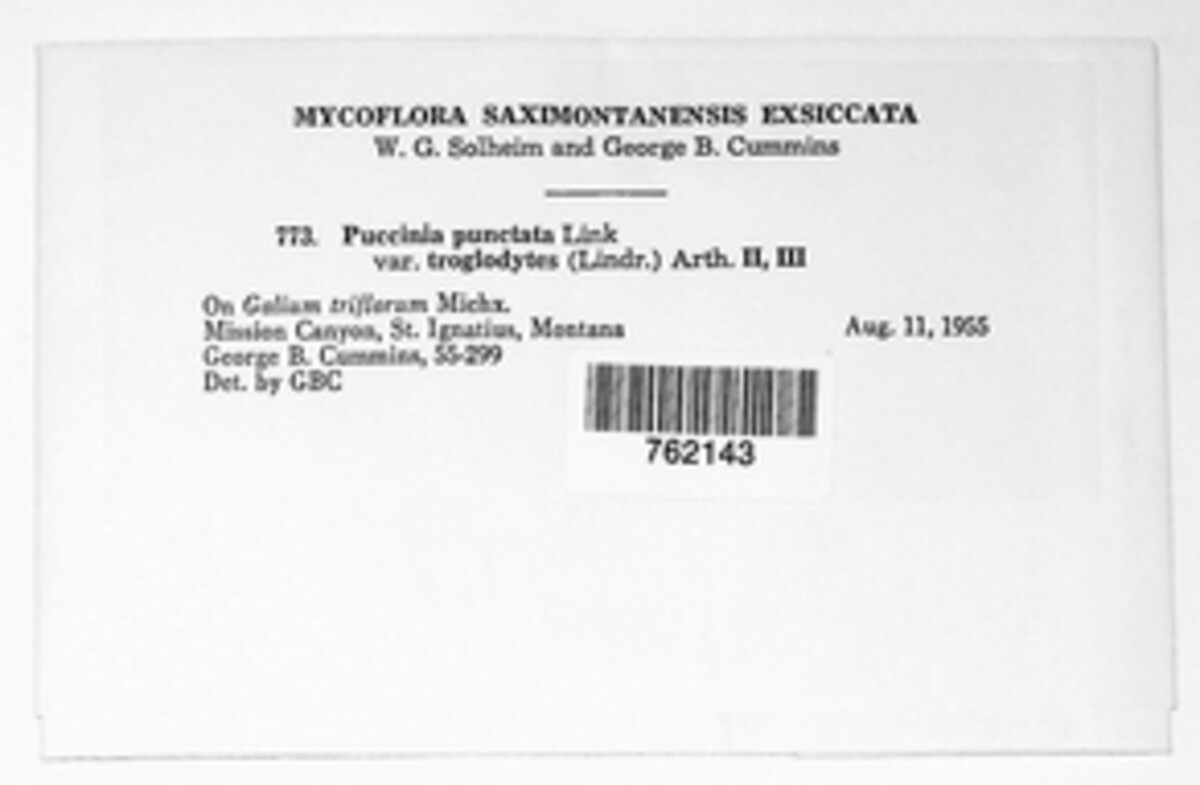 MYCOFLORA SAXIMONTANENSIS EXSICCATA
W. G. Solheim and George B. Cummins
773. Puccinia punctata Link
var. troglodytes (Lindr.) Arth. II, III
On Galium triflorum Michx.
Mission Canyon, St. Ignatius, Montana Aug. 11, 1955
George B. Cummins, 55-299
Det. by GBC
762143